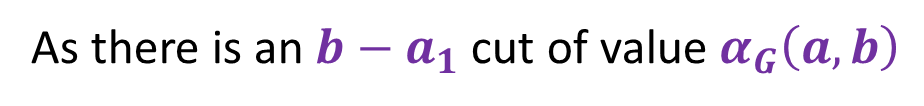 As there is an b − a₁ cut of value α_G(a, b)